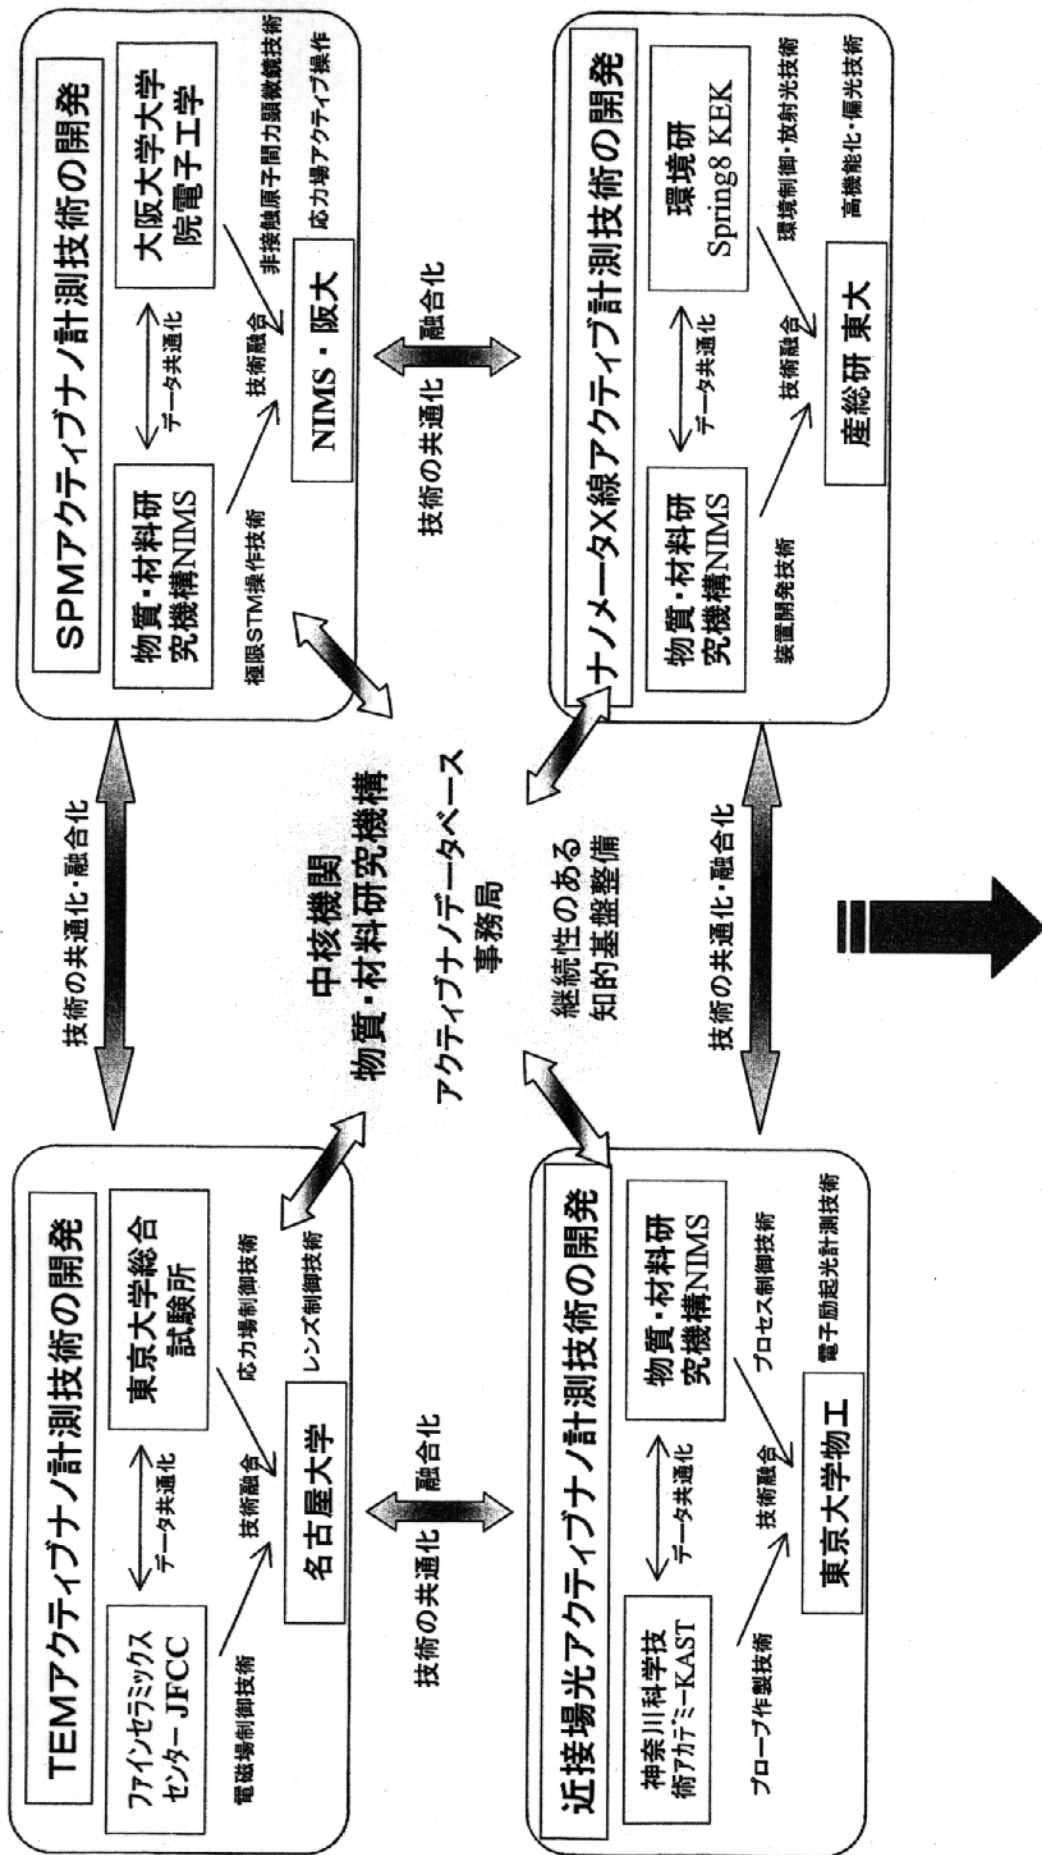 TEMアクティブナノ計測技術の開発
ファインセラミックス
センター JFCC
データ共通化
東京大学総合
試験所
電磁場制御技術
技術融合
応力場制御技術
名古屋大学
レンズ制御技術
技術の共通化・融合化
SPMアクティブナノ計測技術の開発
物質・材料研
究機構NIMS
データ共通化
大阪大学大学
院電子工学
極限STM操作技術
技術融合
非接触原子間力顕微鏡技術
NIMS・阪大
応力場アクティブ操作
中核機関
物質・材料研究機構
アクティブナノデータベース
事務局
継続性のある
知的基盤整備
技術の共通化
融合化
技術の共通化
融合化
近接場光アクティブナノ計測技術の開発
神奈川科学技
術アカデミーKAST
データ共通化
物質・材料研
究機構NIMS
プローブ作製技術
技術融合
プロセス制御技術
東京大学物工
電子励起光計測技術
技術の共通化・融合化
ナノメータX線アクティブ計測技術の開発
物質・材料研
究機構NIMS
データ共通化
環境研
Spring8 KEK
装置開発技術
技術融合
環境制御・放射光技術
産総研 東大
高機能化・偏光技術